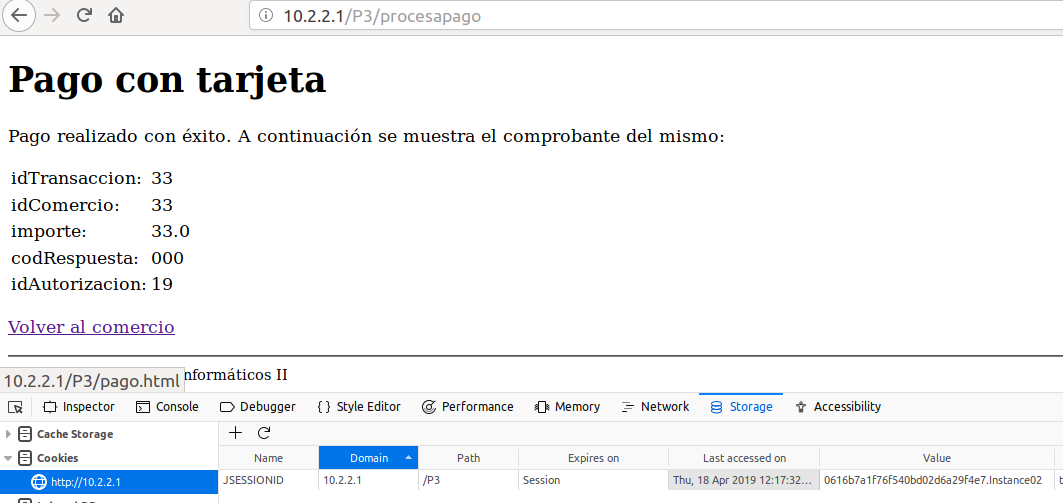 10.2.2.1/P3/procesapago
Pago con tarjeta
Pago realizado con éxito. A continuación se muestra el comprobante del mismo:
idTransaccion: 33
idComercio: 33
importe: 33.0
codRespuesta: 000
idAutorizacion: 19
Volver al comercio
10.2.2.1/P3/pago.html nformáticos II
Inspector Console Debugger { } Style Editor Performance Memory Network Storage Accessibility
Cache Storage
Cookies
Name Domain Path Expires on Last accessed on Value
http://10.2.2.1 JSESSIONID 10.2.2.1 /P3 Session Thu, 18 Apr 2019 12:17:32... 0616b7a1f76f540bd02d6a29f4e7.Instance02